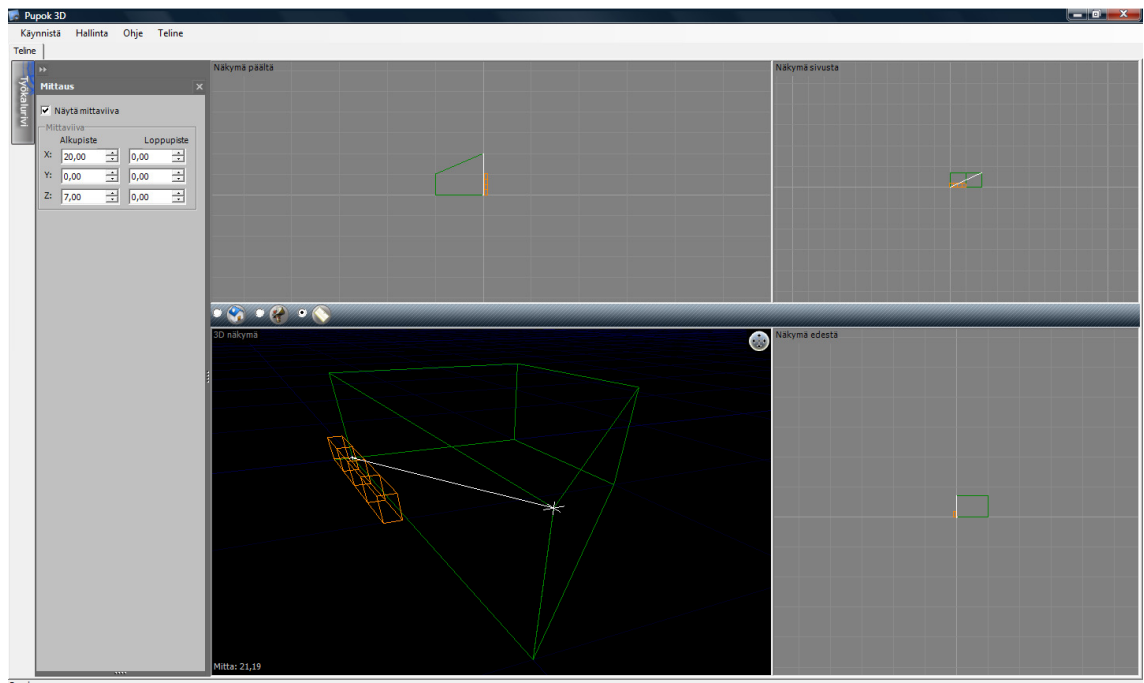 Pupok 3D
Käynnistä Hallinta Ohje Teline
Teline
Työkalurivi
Mittaus
Näytä mittaviiva
Mittaviiva
Alkupiste Loppupiste
X: 20,00 0,00
Y: 0,00 0,00
Z: 7,00 0,00
Näkymä päältä
Näkymä sivusta
3D näkymä
Mitta: 21,19
Näkymä edestä